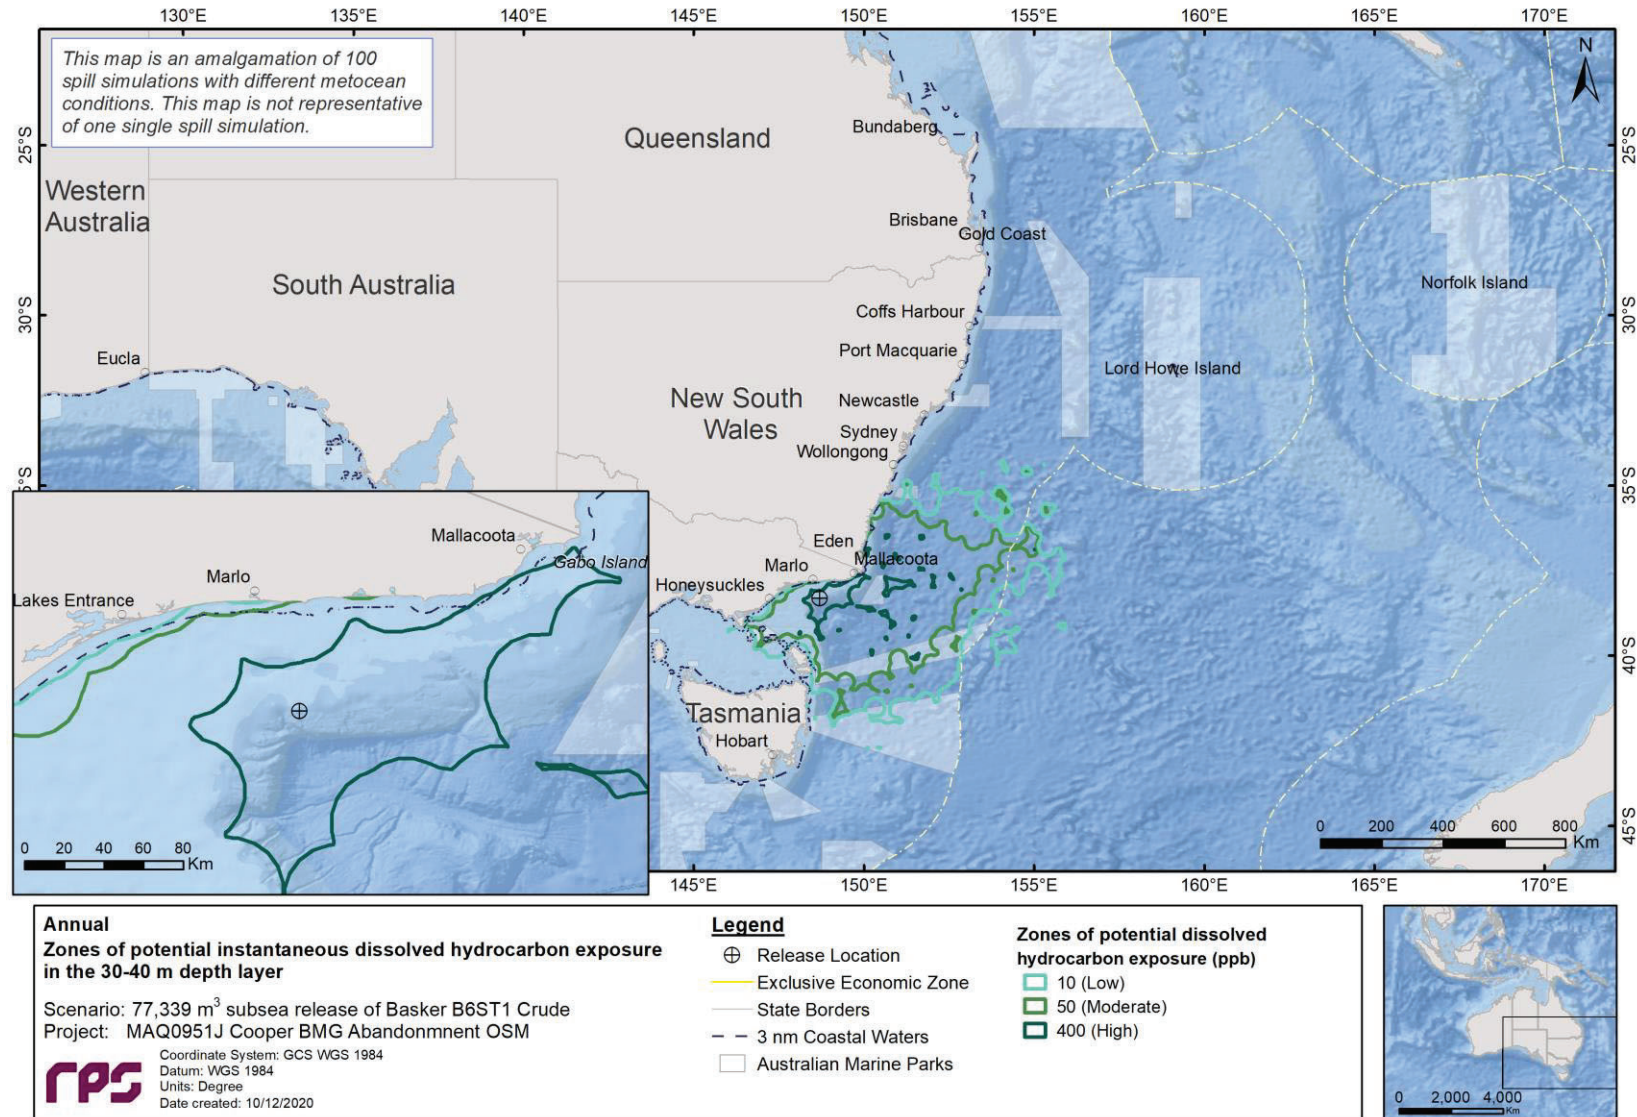 130°E 135°E 140°E 145°E 150°E 155°E 160°E 165°E 170°E
This map is an amalgamation of 100
spill simulations with different metocean
conditions. This map is not representative
of one single spill simulation.
N
Bundaberg
Queensland
25°S
25°S
Western
Australia
Brisbane
Gold Coast
South Australia
Norfolk Island
Coffs Harbour
30°S
30°S
Port Macquarie
Eucla
Lord Howe Island
New South
Wales
Newcastle
Sydney
Wollongong
35°S
35°S
Eden
Mallacoota
Marlo
Honeysuckles
40°S
Tasmania
Hobart
45°S
Mallacoota
Gabo Island
Marlo
Lakes Entrance
0 20 40 60 80
Km
0 200 400 600 800
Km
145°E 150°E 155°E 160°E 165°E 170°E
Annual
Zones of potential instantaneous dissolved hydrocarbon exposure
in the 30-40 m depth layer
Scenario: 77,339 m³ subsea release of Basker B6ST1 Crude
Project: MAQ0951J Cooper BMG Abandonmnent OSM
rps
Coordinate System: GCS WGS 1984
Datum: WGS 1984
Units: Degree
Date created: 10/12/2020
Legend
Release Location
Exclusive Economic Zone
State Borders
3 nm Coastal Waters
Australian Marine Parks
Zones of potential dissolved
hydrocarbon exposure (ppb)
10 (Low)
50 (Moderate)
400 (High)
0 2,000 4,000
Km